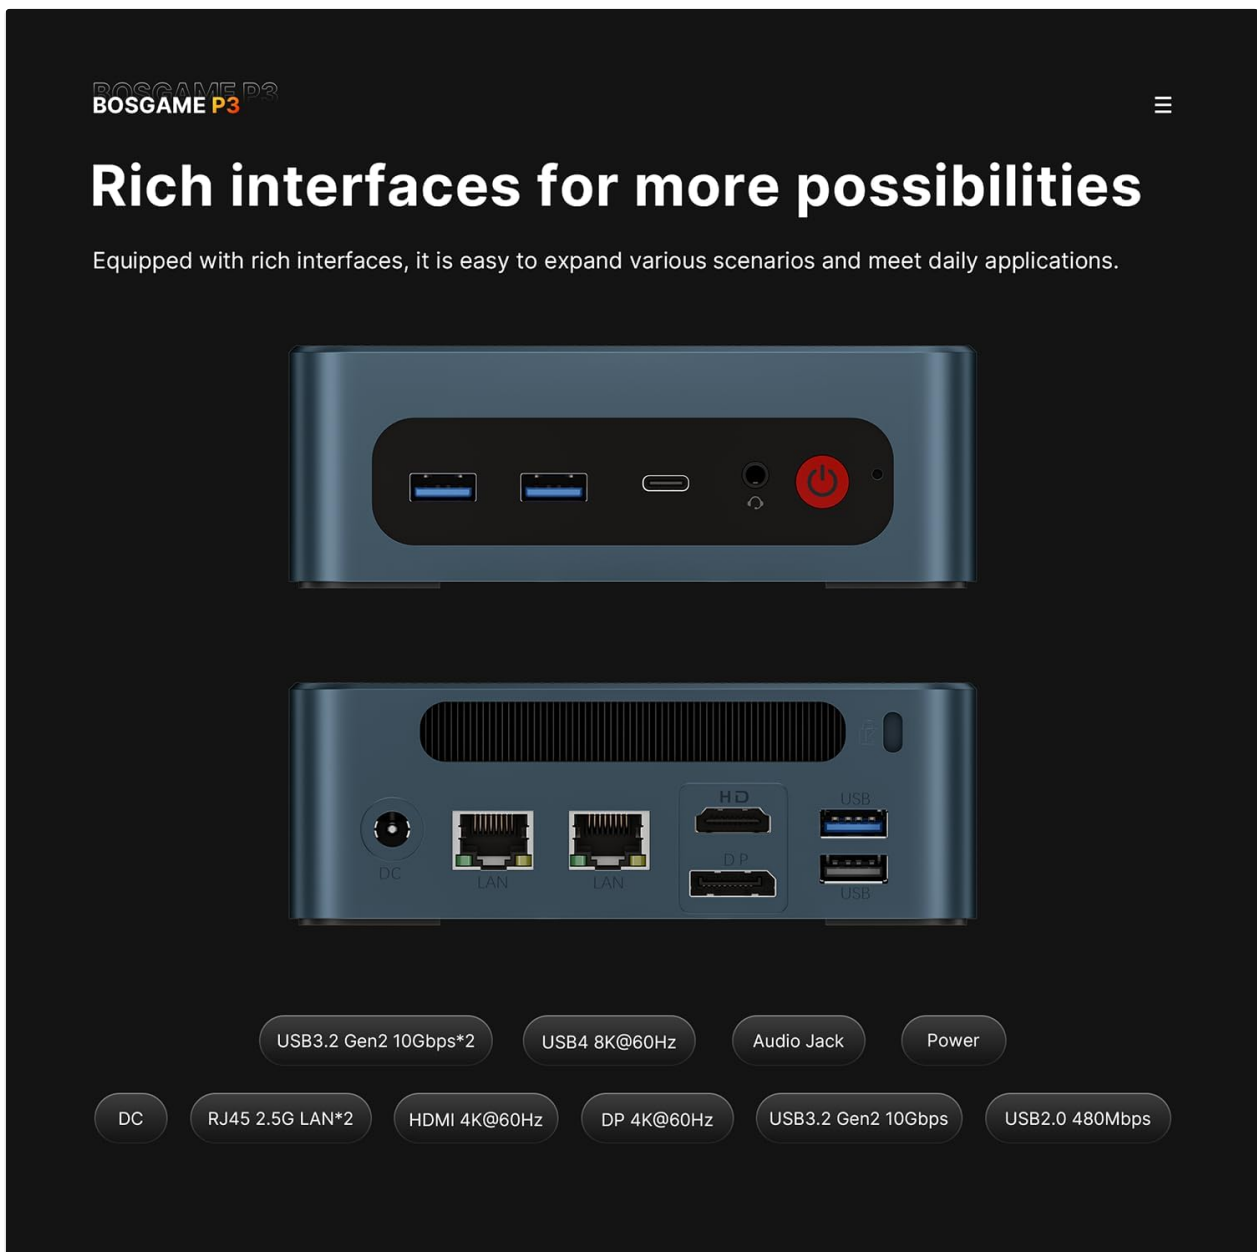 BOSGAME P3
BOSGAME P3
Rich interfaces for more possibilities
Equipped with rich interfaces, it is easy to expand various scenarios and meet daily applications.
HD
USB
DP
DC
LAN
LAN
USB
USB3.2 Gen2 10Gbps*2
USB4 8K@60Hz
Audio Jack
Power
DC
RJ45 2.5G LAN*2
HDMI 4K@60Hz
DP 4K@60Hz
USB3.2 Gen2 10Gbps
USB2.0 480Mbps